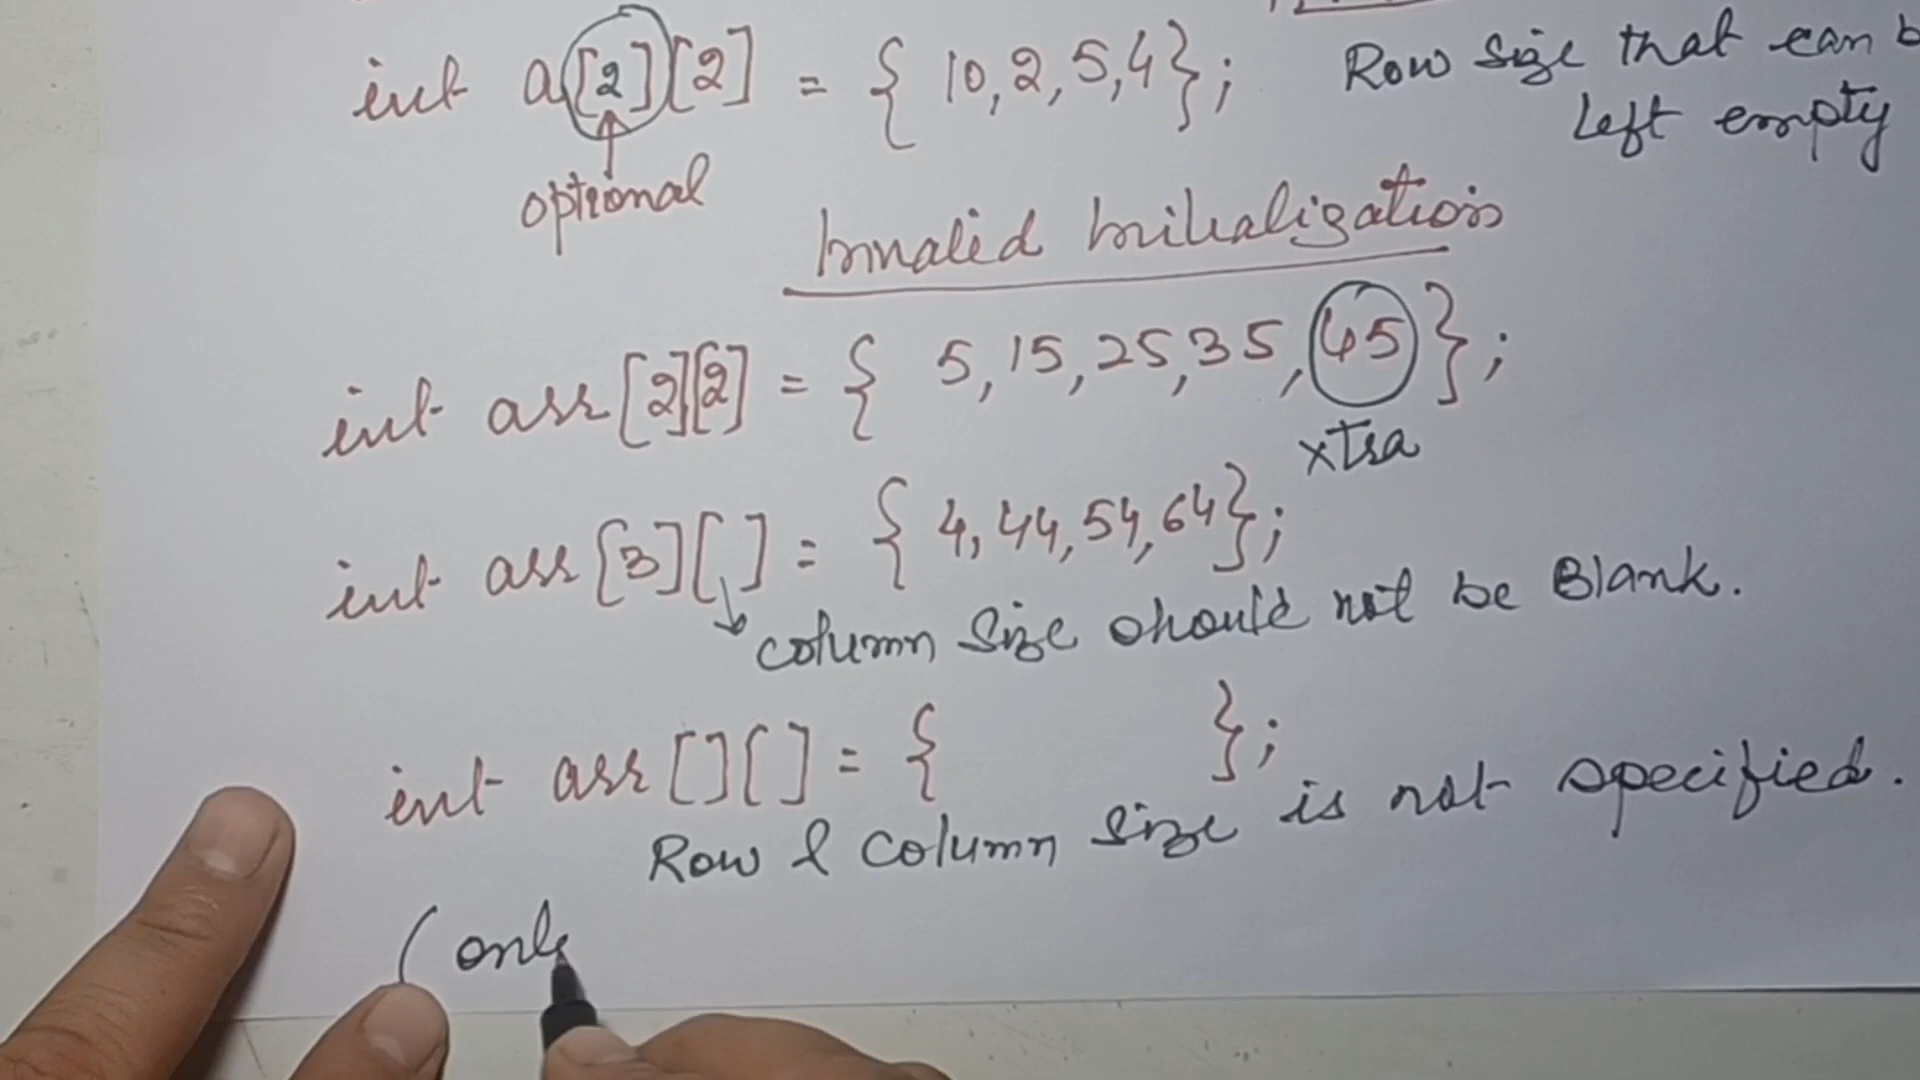 int a[2][2] = { 10,2,5,4};
Row Size that can b
Left empty
optional
Invalid Initialization
int arr[2][2] = { 5,15,25,35,45};
xtra
int arr[3][ ] = { 4,44,54,64};
column size should not be Blank.
int arr[][] = { };
Row & column size is not specified.
( only